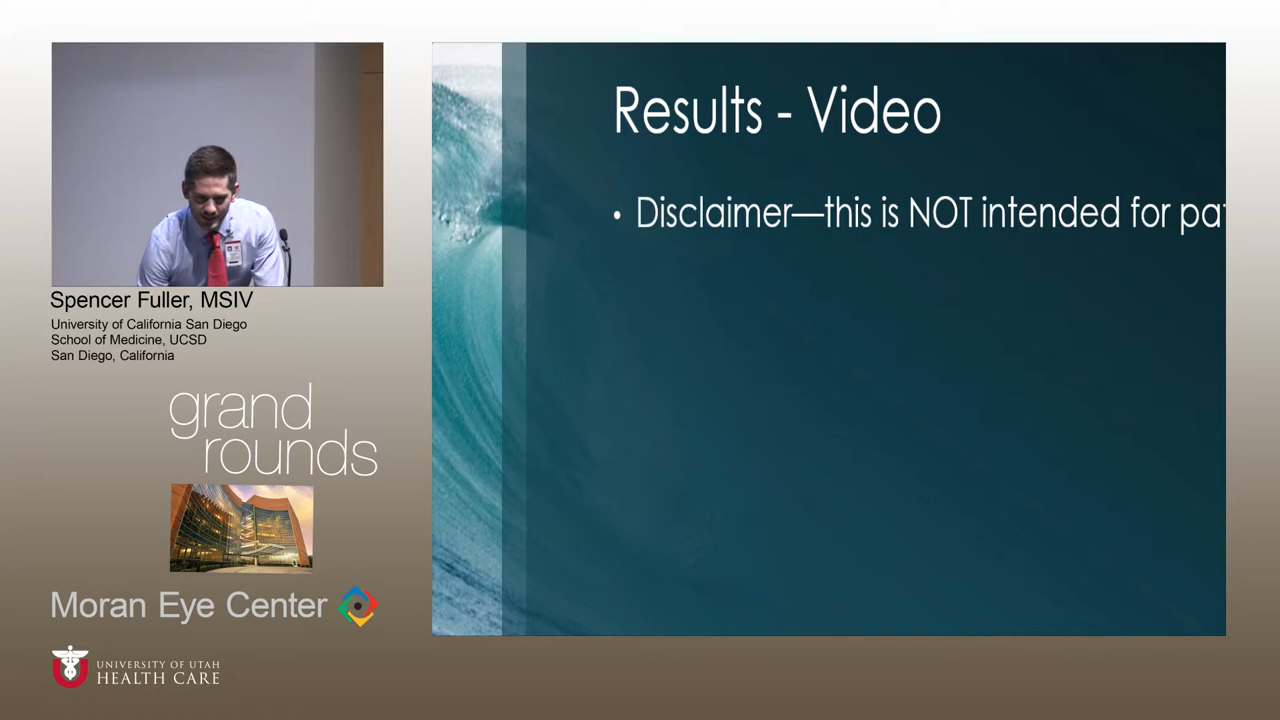 Results - Video
• Disclaimer—this is NOT intended for
Spencer Fuller, MSIV
University of California San Diego
School of Medicine, UCSD
San Diego, California
grand
rounds
Moran Eye Center
UNIVERSITY OF UTAH
HEALTH CARE